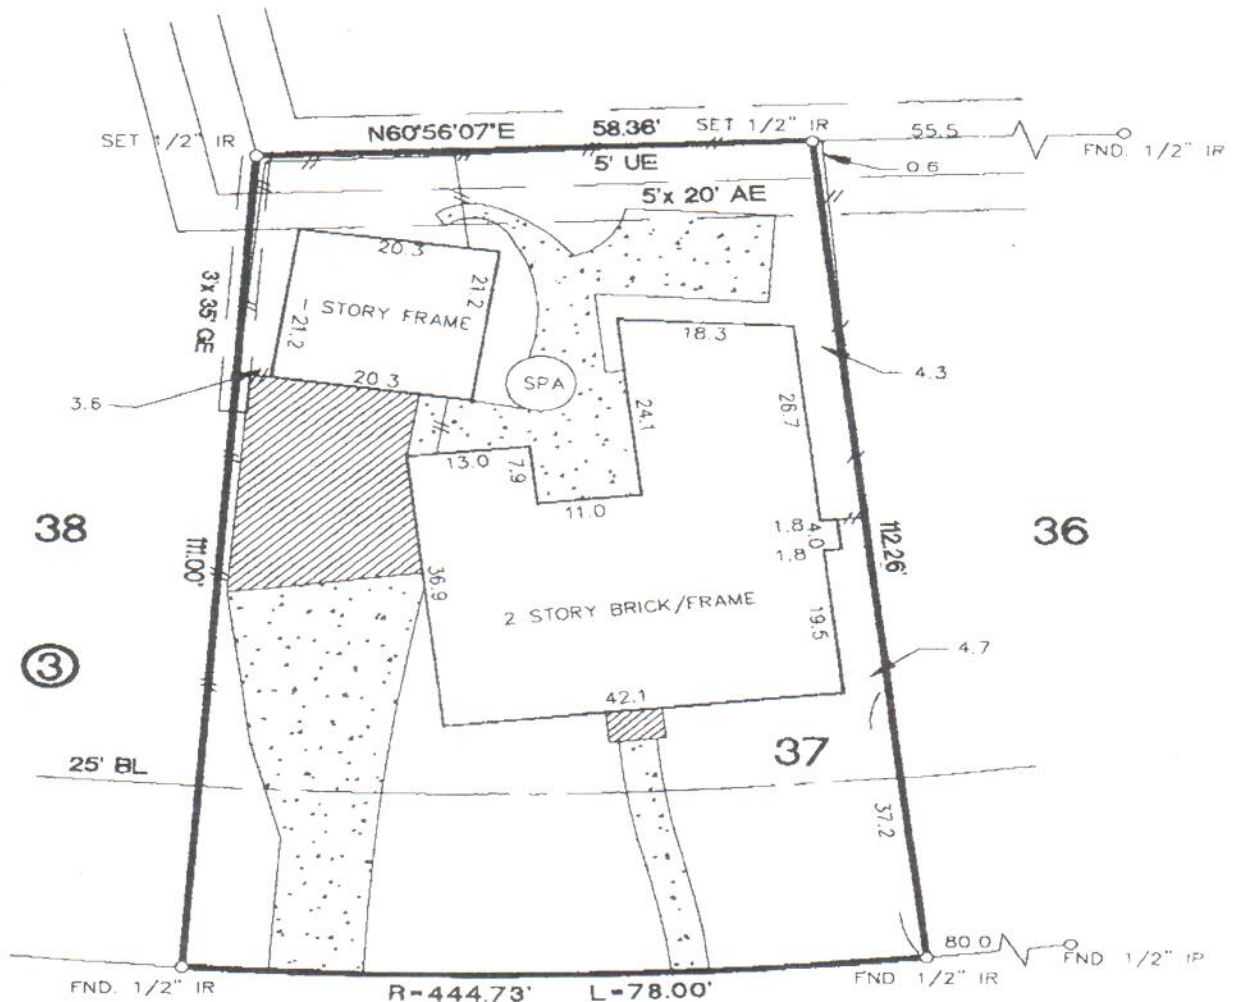 SET 1/2" IR
N60°56'07"E 58.36'
SET 1/2" IR
55.5
FND. 1/2" IR
0.6
5' UE
5'x 20' AE
20.3
21.2
1 STORY FRAME
21.2
20.3
3'x 35' GE
3.6
SPA
18.3
4.3
24.1
26.7
13.0
7.9
11.0
1.8
4.0
1.8
38
36
111.00'
112.26'
36.9
2 STORY BRICK/FRAME
19.5
4.7
3
42.1
37
25' BL
37.2
80.0
FND 1/2" IR
FND. 1/2" IR
FND 1/2" IR
R-444.73' L-78.00'